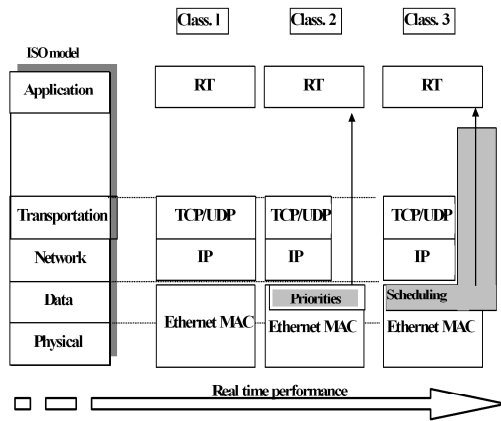 Class. 1 Class. 2 Class. 3
ISO model
Application RT RT RT
Transportation TCP/UDP TCP/UDP TCP/UDP
Network IP IP IP
Data Priorities Scheduling
Ethernet MAC Ethernet MAC Ethernet MAC
Physical
Real time performance